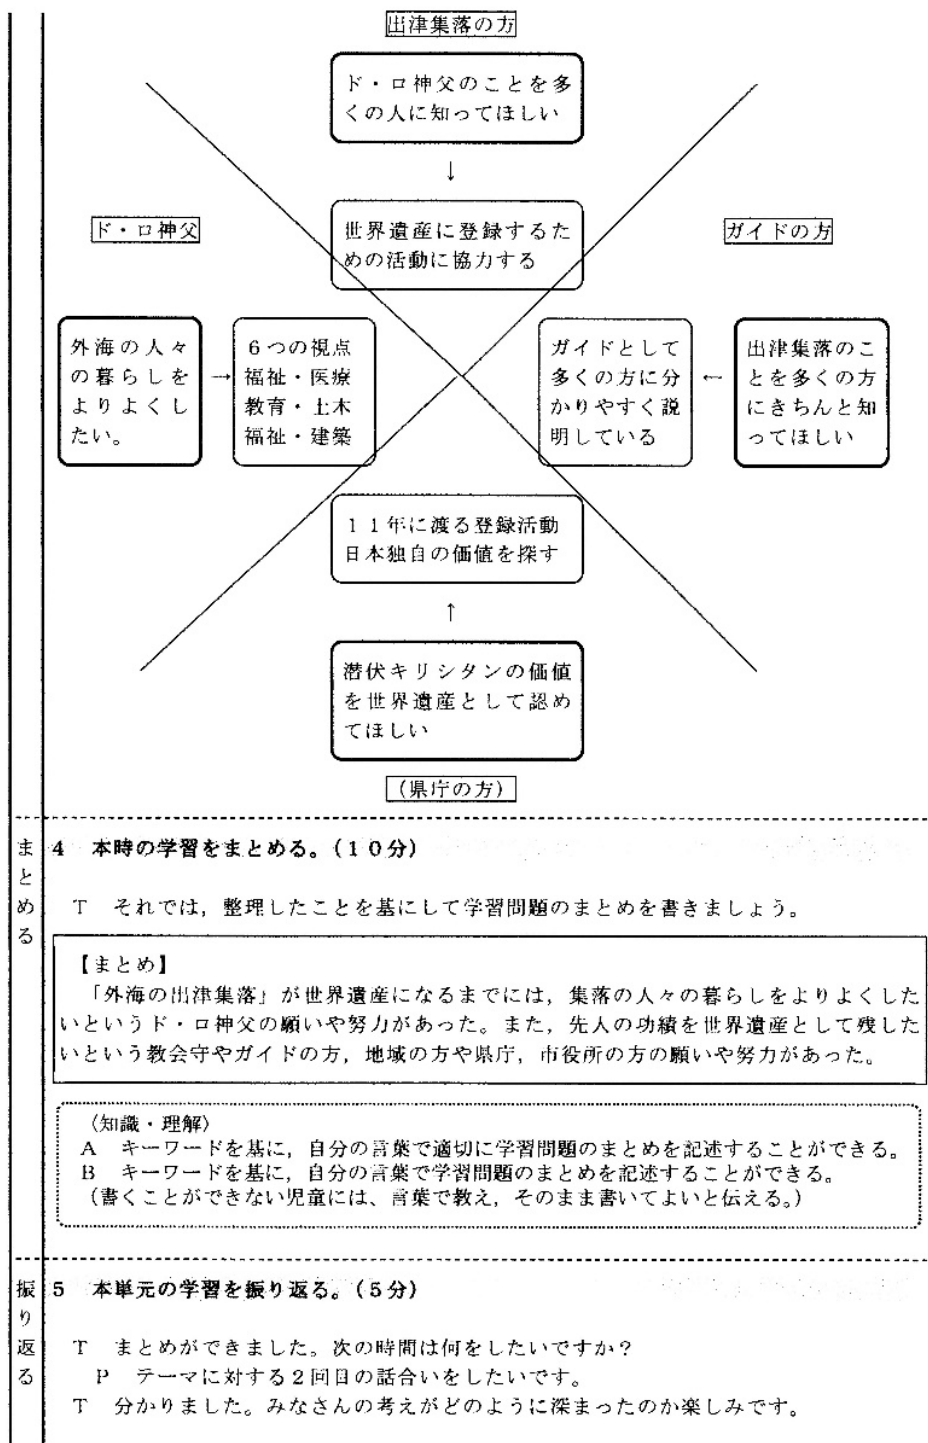 出津集落の方
ド・ロ神父のことを多
くの人に知ってほしい
↓
世界遺産に登録するた
めの活動に協力する
ド・ロ神父
外海の人々
の暮らしを
よりよくし
たい。
→
6つの視点
福祉・医療
教育・土木
福祉・建築
ガイドの方
ガイドとして
多くの方に分
かりやすく説
明している
←
出津集落のこ
とを多くの方
にきちんと知
ってほしい
11年に渡る登録活動
日本独自の価値を探す
↑
潜伏キリシタンの価値
を世界遺産として認め
てほしい
(県庁の方)
まとめる
4 本時の学習をまとめる。(10分)
T それでは,整理したことを基にして学習問題のまとめを書きましょう。
【まとめ】
「外海の出津集落」が世界遺産になるまでには,集落の人々の暮らしをよりよくした
いというド・ロ神父の願いや努力があった。また,先人の功績を世界遺産として残した
いという教会守やガイドの方,地域の方や県庁,市役所の方の願いや努力があった。
〈知識・理解〉
A キーワードを基に,自分の言葉で適切に学習問題のまとめを記述することができる。
B キーワードを基に,自分の言葉で学習問題のまとめを記述することができる。
(書くことができない児童には、言葉で教え,そのまま書いてよいと伝える。)
振り返る
5 本単元の学習を振り返る。(5分)
T まとめができました。次の時間は何をしたいですか?
P テーマに対する2回目の話合いをしたいです。
T 分かりました。みなさんの考えがどのように深まったのか楽しみです。